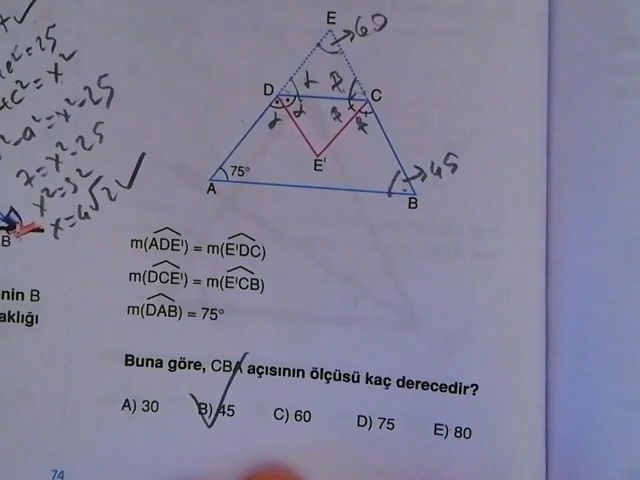 =25
+c² = x²
-a² = x²-25
7=x²-25
x²=32
x=4√2
B
nin B
aklığı
E
→60
D
C
E'
75°
A
→45
B
m(ADE') = m(E'DC)
m(DCE') = m(E'CB)
m(DAB) = 75°
Buna göre, CBA açısının ölçüsü kaç derecedir?
A) 30 B) 45 C) 60 D) 75 E) 80
74